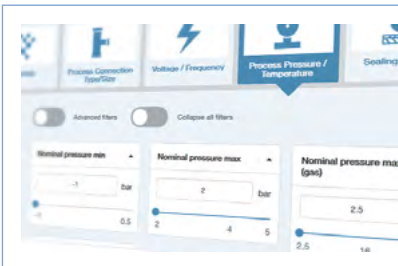 Process Connection
Type/Size
Voltage / Frequency
Process Pressure /
Temperature
Sealing
Advanced filters
Collapse all filters
Nominal pressure min
Nominal pressure max
Nominal pressure max
(gas)
-1
bar
2
bar
2.5
-1
0.5
2
4
5
2.5
16